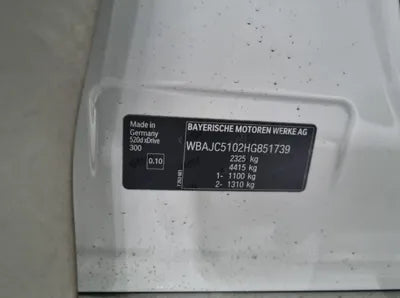 Made in
Germany
520d xDrive
300
0.10
BAYERISCHE MOTOREN WERKE AG
WBAJC5102HG851739
2325 kg
4415 kg
1- 1100 kg
2- 1310 kg